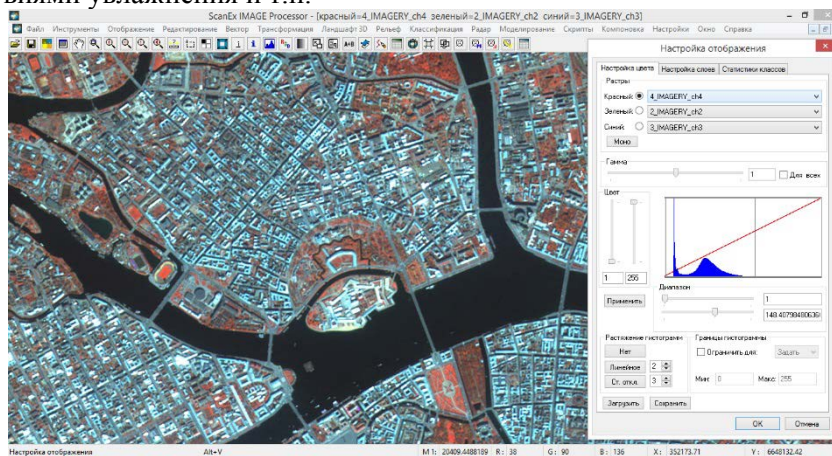 виями увлажнения и т.п.
ScanEx IMAGE Processor - [красный=4_IMAGERY_ch4 зеленый=2_IMAGERY_ch2 синий=3_IMAGERY_ch3]
Файл Инструменты Отображение Редактирование Вектор Трансформация Ландшафт 3D Рельеф Классификация Радар Моделирование Скрипты Компоновка Настройки Окно Справка
Настройка отображения
Настройка цвета Настройка слоев Статистики классов
Растры
Красный: 4_IMAGERY_ch4
Зеленый: 2_IMAGERY_ch2
Синий: 3_IMAGERY_ch3
Моно
Гамма
1 Для всех
Цвет
1 255
Применить
Диапазон
1
Растяжение гистограмм
Нет
Линейное 2
Ст. откл. 3
Границы гистограммы
Ограничить для: Задать
Мин: 0 Макс: 255
Загрузить Сохранить
OK Отмена
Настройка отображения Alt+V M 1: 20409.4488189 R: 38 G: 90 B: 136 X: 352173.71 Y: 6648132.42